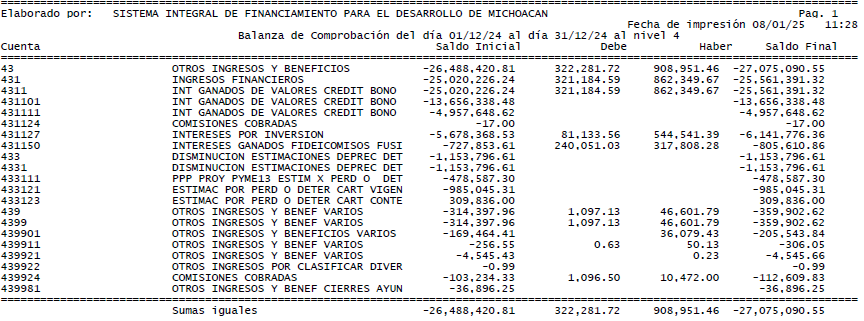 Elaborado por: SISTEMA INTEGRAL DE FINANCIAMIENTO PARA EL DESARROLLO DE MICHOACAN Pag. 1
Fecha de impresión 08/01/25 11:28
Balanza de Comprobación del día 01/12/24 al día 31/12/24 al nivel 4
Cuenta Saldo Inicial Debe Haber Saldo Final
43 OTROS INGRESOS Y BENEFICIOS -26,488,420.81 322,281.72 908,951.46 -27,075,090.55
431 INGRESOS FINANCIEROS -25,020,226.24 321,184.59 862,349.67 -25,561,391.32
4311 INT GANADOS DE VALORES CREDIT BONO -25,020,226.24 321,184.59 862,349.67 -25,561,391.32
431101 INT GANADOS DE VALORES CREDIT BONO -13,656,338.48 -13,656,338.48
431111 INT GANADOS DE VALORES CREDIT BONO -4,957,648.62 -4,957,648.62
431124 COMISIONES COBRADAS -17.00 -17.00
431127 INTERESES POR INVERSION -5,678,368.53 81,133.56 544,541.39 -6,141,776.36
431150 INTERESES GANADOS FIDEICOMISOS FUSI -727,853.61 240,051.03 317,808.28 -805,610.86
433 DISMINUCION ESTIMACIONES DEPREC DET -1,153,796.61 -1,153,796.61
4331 DISMINUCION ESTIMACIONES DEPREC DET -1,153,796.61 -1,153,796.61
433111 PPP PROY PYME13 ESTIM X PERD O DET -478,587.30 -478,587.30
433121 ESTIMAC POR PERD O DETER CART VIGEN -985,045.31 -985,045.31
433123 ESTIMAC POR PERD O DETER CART CONTE 309,836.00 309,836.00
439 OTROS INGRESOS Y BENEF VARIOS -314,397.96 1,097.13 46,601.79 -359,902.62
4399 OTROS INGRESOS Y BENEF VARIOS -314,397.96 1,097.13 46,601.79 -359,902.62
439901 OTROS INGRESOS Y BENEFICIOS VARIOS -169,464.41 36,079.43 -205,543.84
439911 OTROS INGRESOS Y BENEF VARIOS -256.55 0.63 50.13 -306.05
439921 OTROS INGRESOS Y BENEF VARIOS -4,545.43 0.23 -4,545.66
439922 OTROS INGRESOS POR CLASIFICAR DIVER -0.99 -0.99
439924 COMISIONES COBRADAS -103,234.33 1,096.50 10,472.00 -112,609.83
439981 OTROS INGRESOS Y BENEF CIERRES AYUN -36,896.25 -36,896.25
Sumas iguales -26,488,420.81 322,281.72 908,951.46 -27,075,090.55